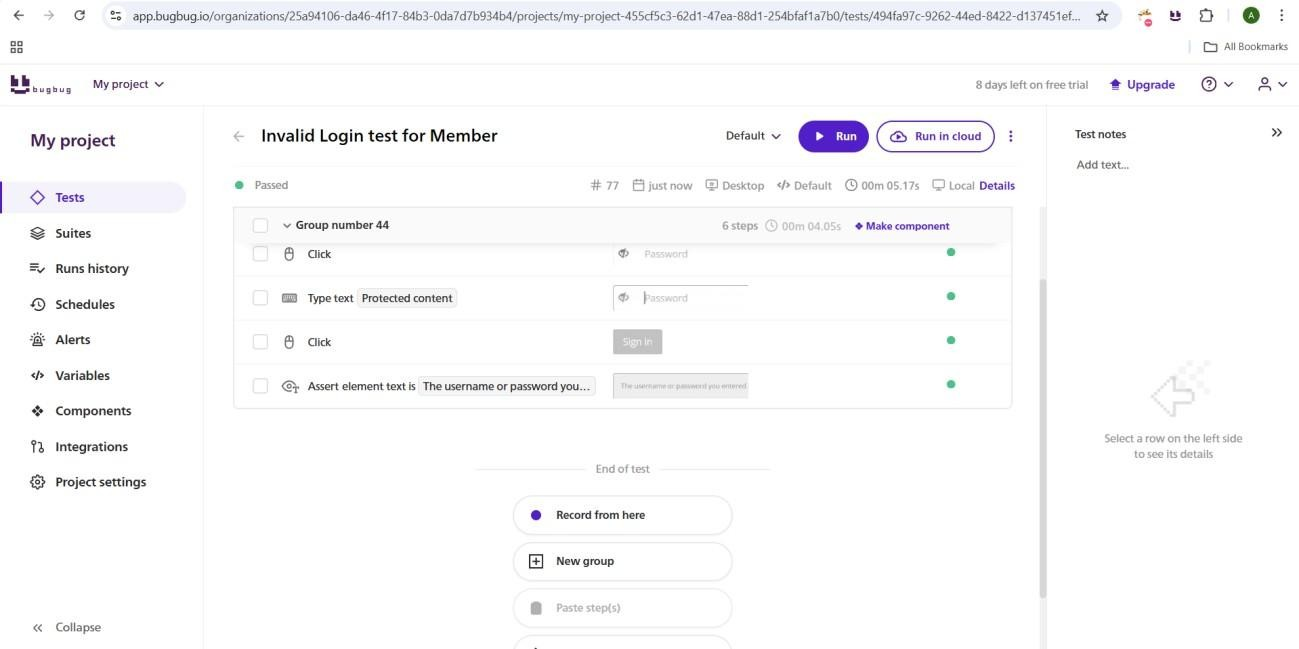 app.bugbug.io/organizations/25a94106-da46-4f17-84b3-0da7d7b934b4/projects/my-project-455cf5c3-62d1-47ea-88d1-254bfaf1a7b0/tests/494fa97c-9262-44ed-8422-d137451ef...
A
All Bookmarks
bugbug
My project
8 days left on free trial
Upgrade
My project
Tests
Suites
Runs history
Schedules
Alerts
Variables
Components
Integrations
Project settings
Collapse
Invalid Login test for Member
Default
Run
Run in cloud
Passed
# 77 just now Desktop Default 00m 05.17s Local Details
Group number 44 6 steps 00m 04.05s Make component
Click Password
Type text Protected content Password
Click Sign in
Assert element text is The username or password you... The username or password you entered
End of test
Record from here
New group
Paste step(s)
Test notes
Add text...
Select a row on the left side
to see its details